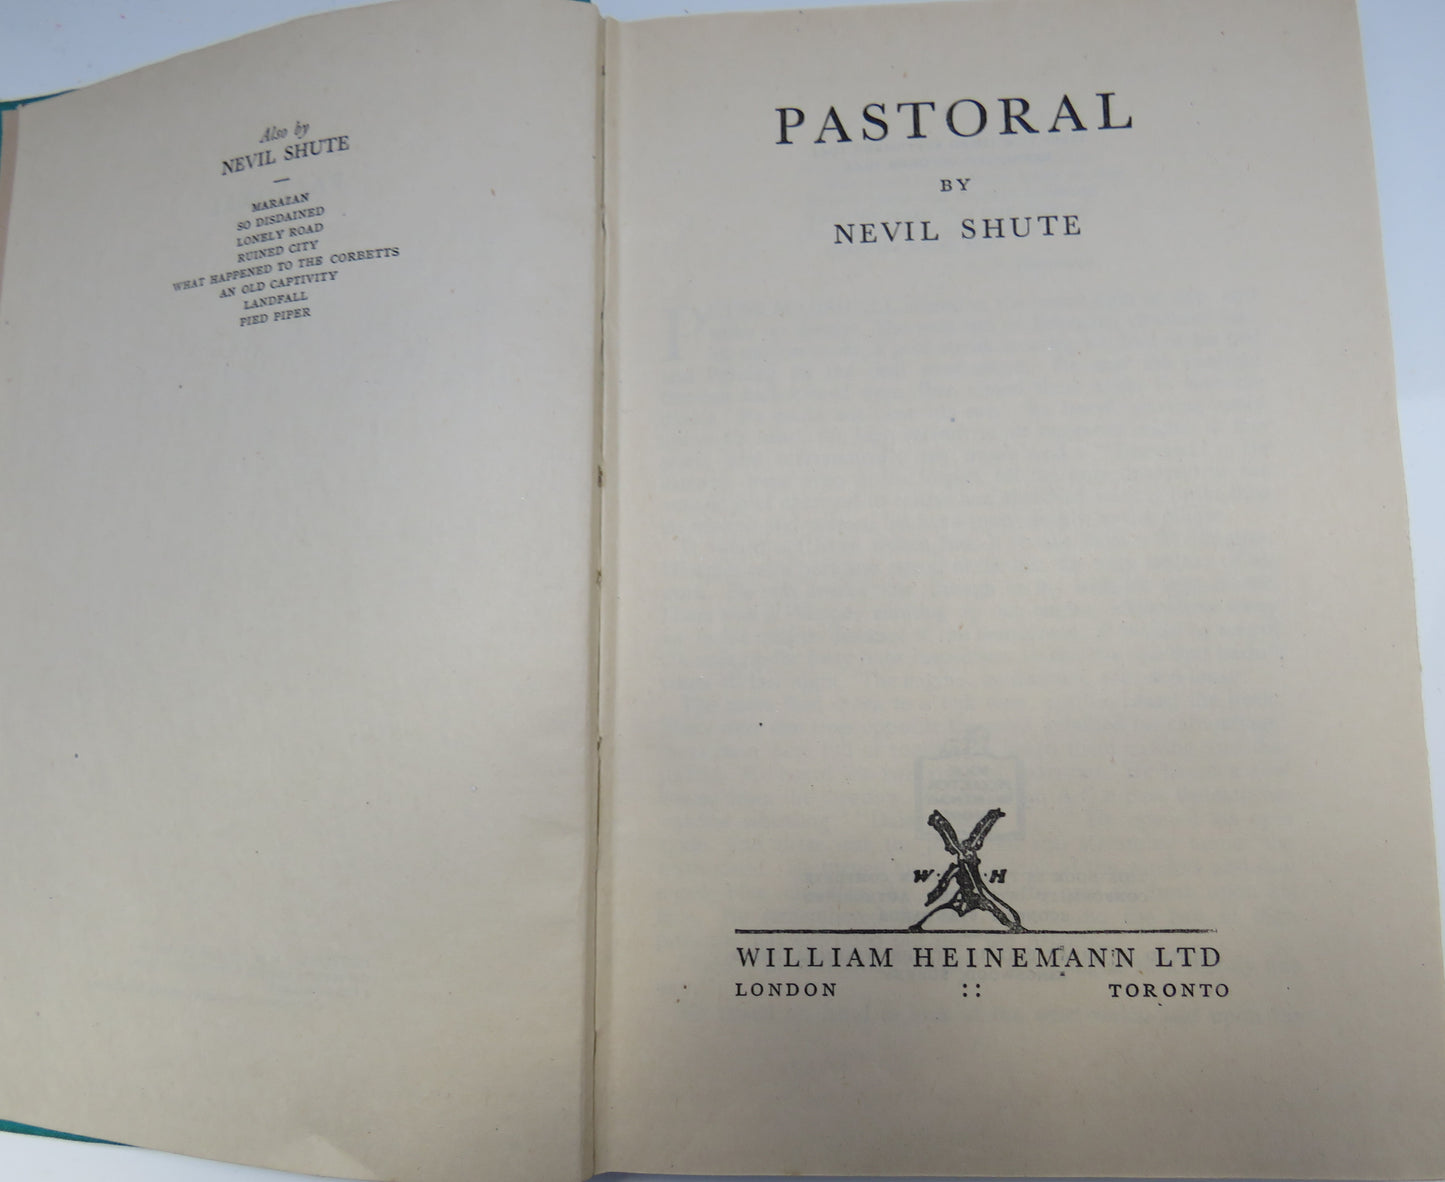 Also by
NEVIL SHUTE
—
MARAZAN
SO DISDAINED
LONELY ROAD
RUINED CITY
WHAT HAPPENED TO THE CORBETTS
AN OLD CAPTIVITY
LANDFALL
PIED PIPER
PASTORAL
BY
NEVIL SHUTE
W · H
WILLIAM HEINEMANN LTD
LONDON :: TORONTO